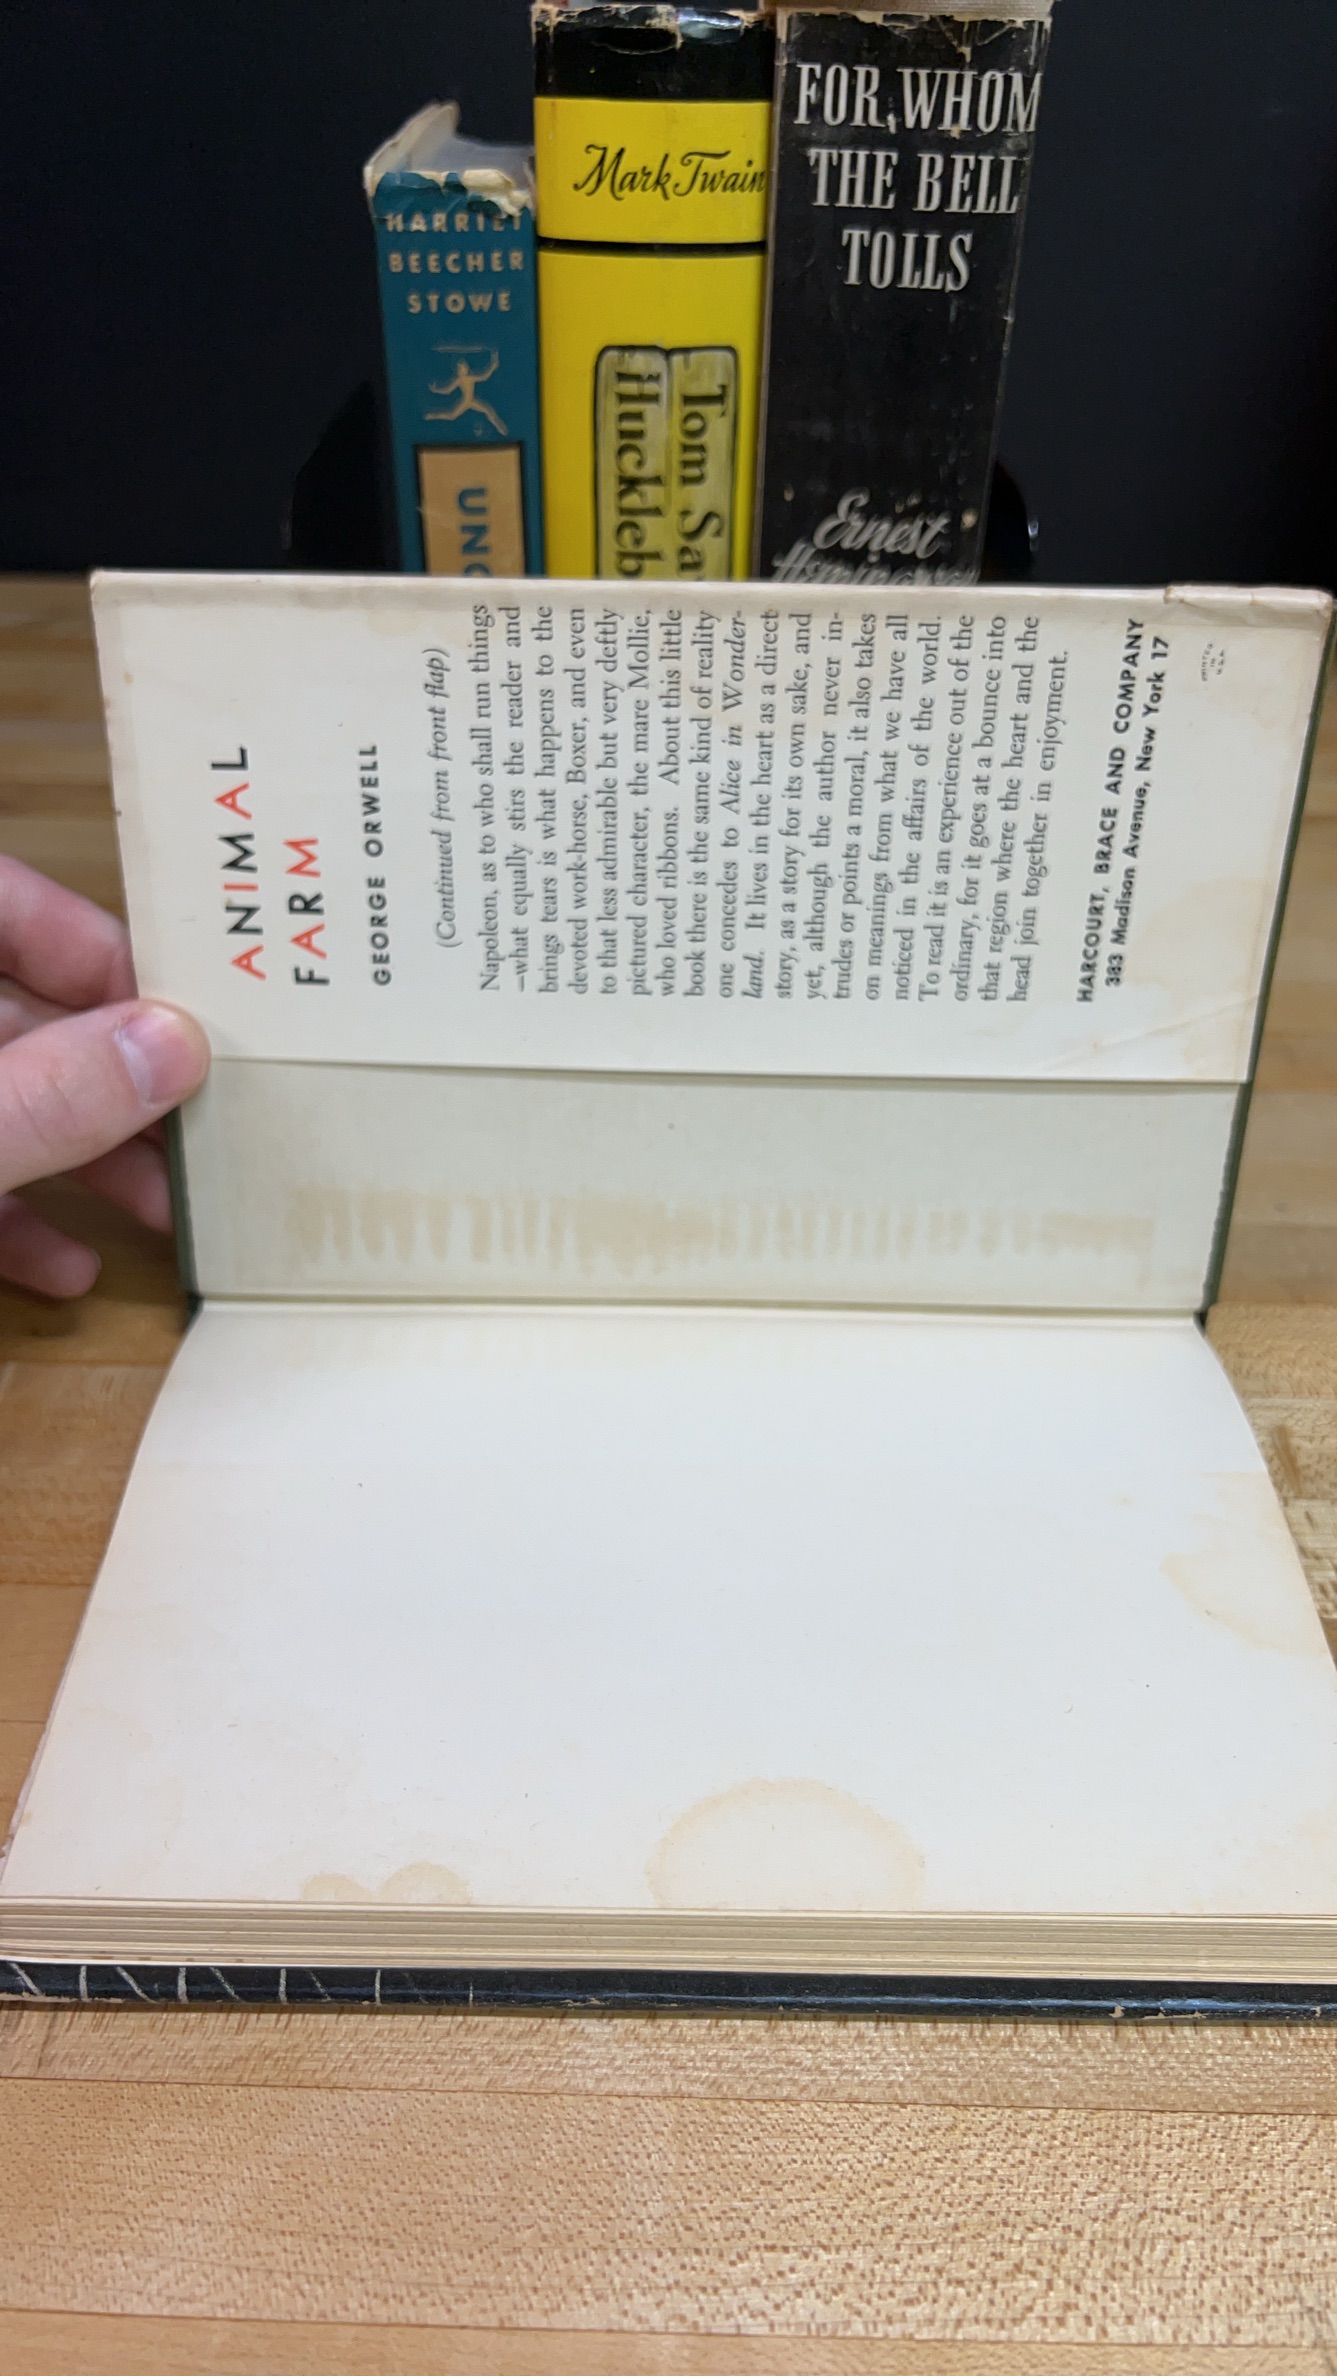 HARRIET
BEECHER
STOWE
Mark Twain
Tom Sa
Huckleb
FOR WHOM
THE BELL
TOLLS
Ernest
Hemingway
ANIMAL
FARM
GEORGE ORWELL
(Continued from front flap)
Napoleon, as to who shall run things
—what equally stirs the reader and
brings tears is what happens to the
devoted work-horse, Boxer, and even
to that less admirable but very deftly
pictured character, the mare Mollie,
who loved ribbons. About this little
book there is the same kind of reality
one concedes to Alice in Wonder-
land. It lives in the heart as a direct
story, as a story for its own sake, and
yet, although the author never in-
trudes or points a moral, it also takes
on meanings from what we have all
noticed in the affairs of the world.
To read it is an experience out of the
ordinary, for it goes at a bounce into
that region where the heart and the
head join together in enjoyment.
HARCOURT, BRACE AND COMPANY
383 Madison Avenue, New York 17
PRINTED
IN
U.S.A.